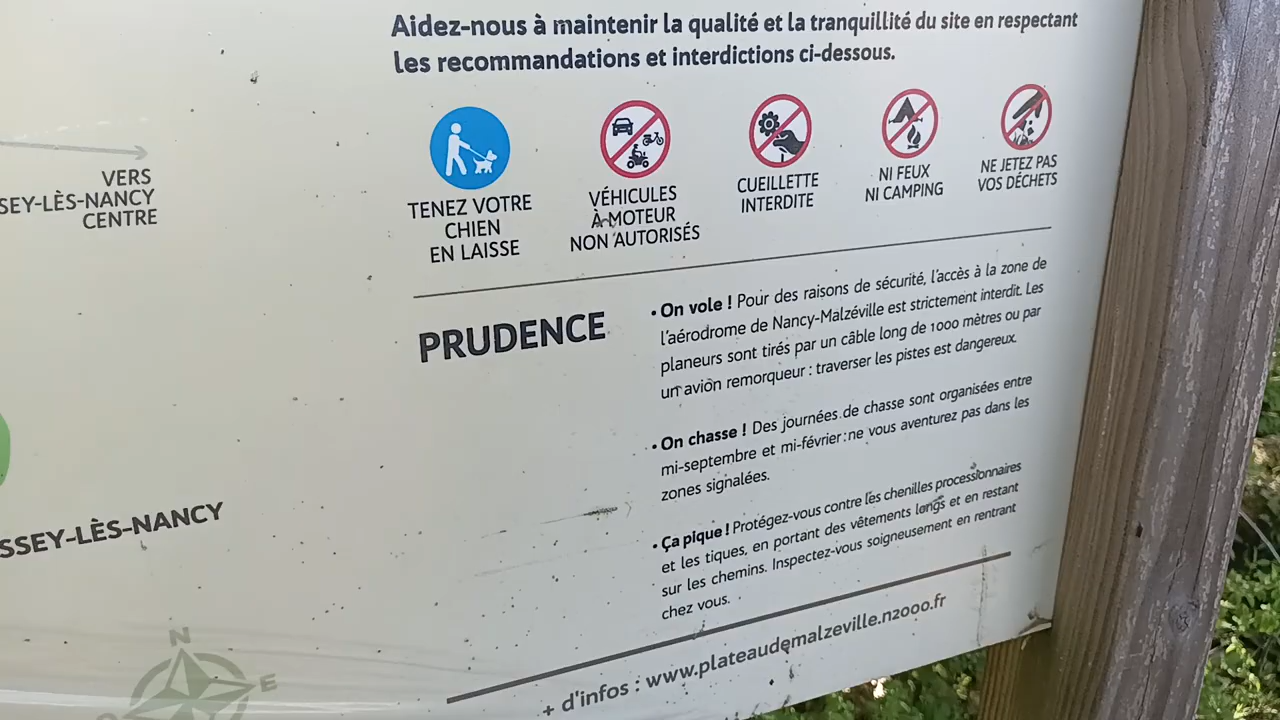 Aidez-nous à maintenir la qualité et la tranquillité du site en respectant
les recommandations et interdictions ci-dessous.
VERS
SEY-LÈS-NANCY
CENTRE
TENEZ VOTRE
CHIEN
EN LAISSE
VÉHICULES
À MOTEUR
NON AUTORISÉS
CUEILLETTE
INTERDITE
NI FEUX
NI CAMPING
NE JETEZ PAS
VOS DÉCHETS
PRUDENCE
• On vole ! Pour des raisons de sécurité, l'accès à la zone de
l'aérodrome de Nancy-Malzéville est strictement interdit. Les
planeurs sont tirés par un câble long de 1000 mètres ou par
un avion remorqueur : traverser les pistes est dangereux.
• On chasse ! Des journées de chasse sont organisées entre
mi-septembre et mi-février : ne vous aventurez pas dans les
zones signalées.
• Ça pique ! Protégez-vous contre les chenilles processionnaires
et les tiques, en portant des vêtements longs et en restant
sur les chemins. Inspectez-vous soigneusement en rentrant
chez vous.
SSEY-LÈS-NANCY
N
E
+ d'infos : www.plateaudemalzeville.n2000.fr